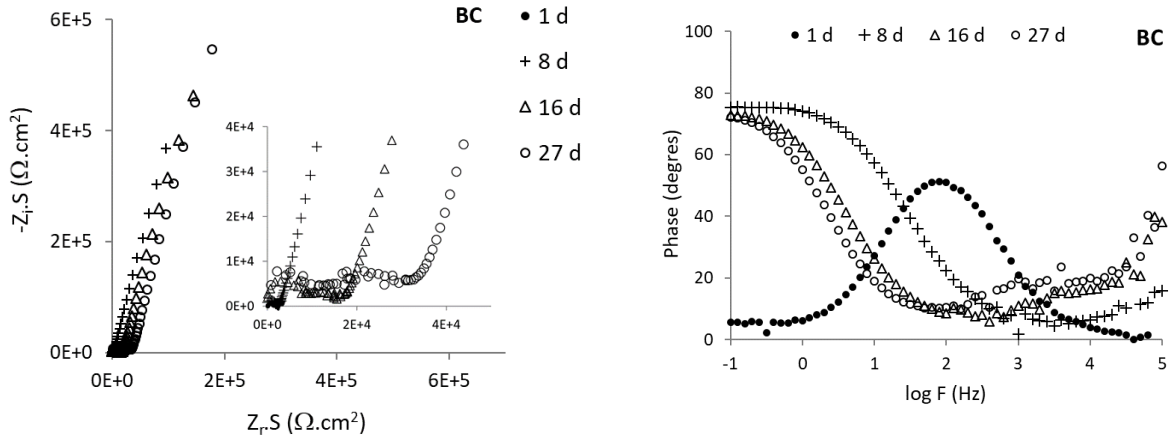 BC
1 d
8 d
16 d
27 d
6E+5
4E+5
2E+5
0E+0
-Zi.S (Ω.cm²)
4E+4
3E+4
2E+4
1E+4
0E+0
0E+0 2E+4 4E+4
0E+0 2E+5 4E+5 6E+5
Zr.S (Ω.cm²)
1 d 8 d 16 d 27 d BC
100
80
60
40
20
0
Phase (degres)
-1 0 1 2 3 4 5
log F (Hz)